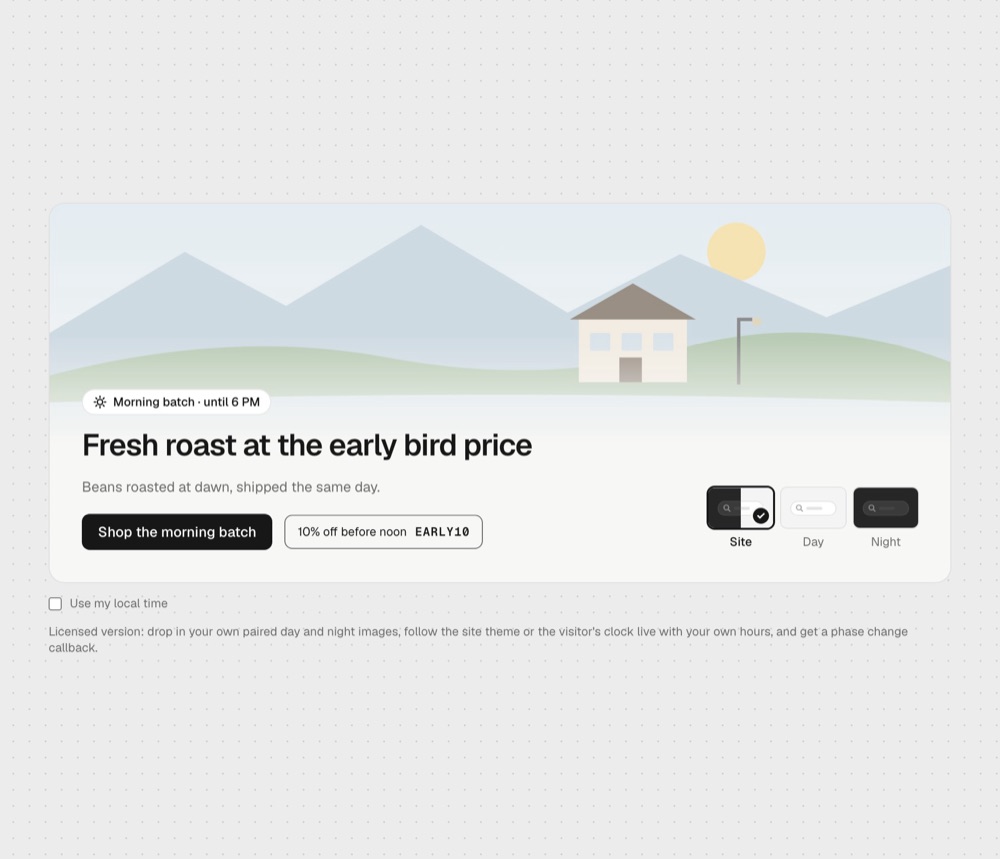 Morning batch · until 6 PM
Fresh roast at the early bird price
Beans roasted at dawn, shipped the same day.
Shop the morning batch
10% off before noon EARLY10
Site
Day
Night
Use my local time
Licensed version: drop in your own paired day and night images, follow the site theme or the visitor's clock live with your own hours, and get a phase change
callback.